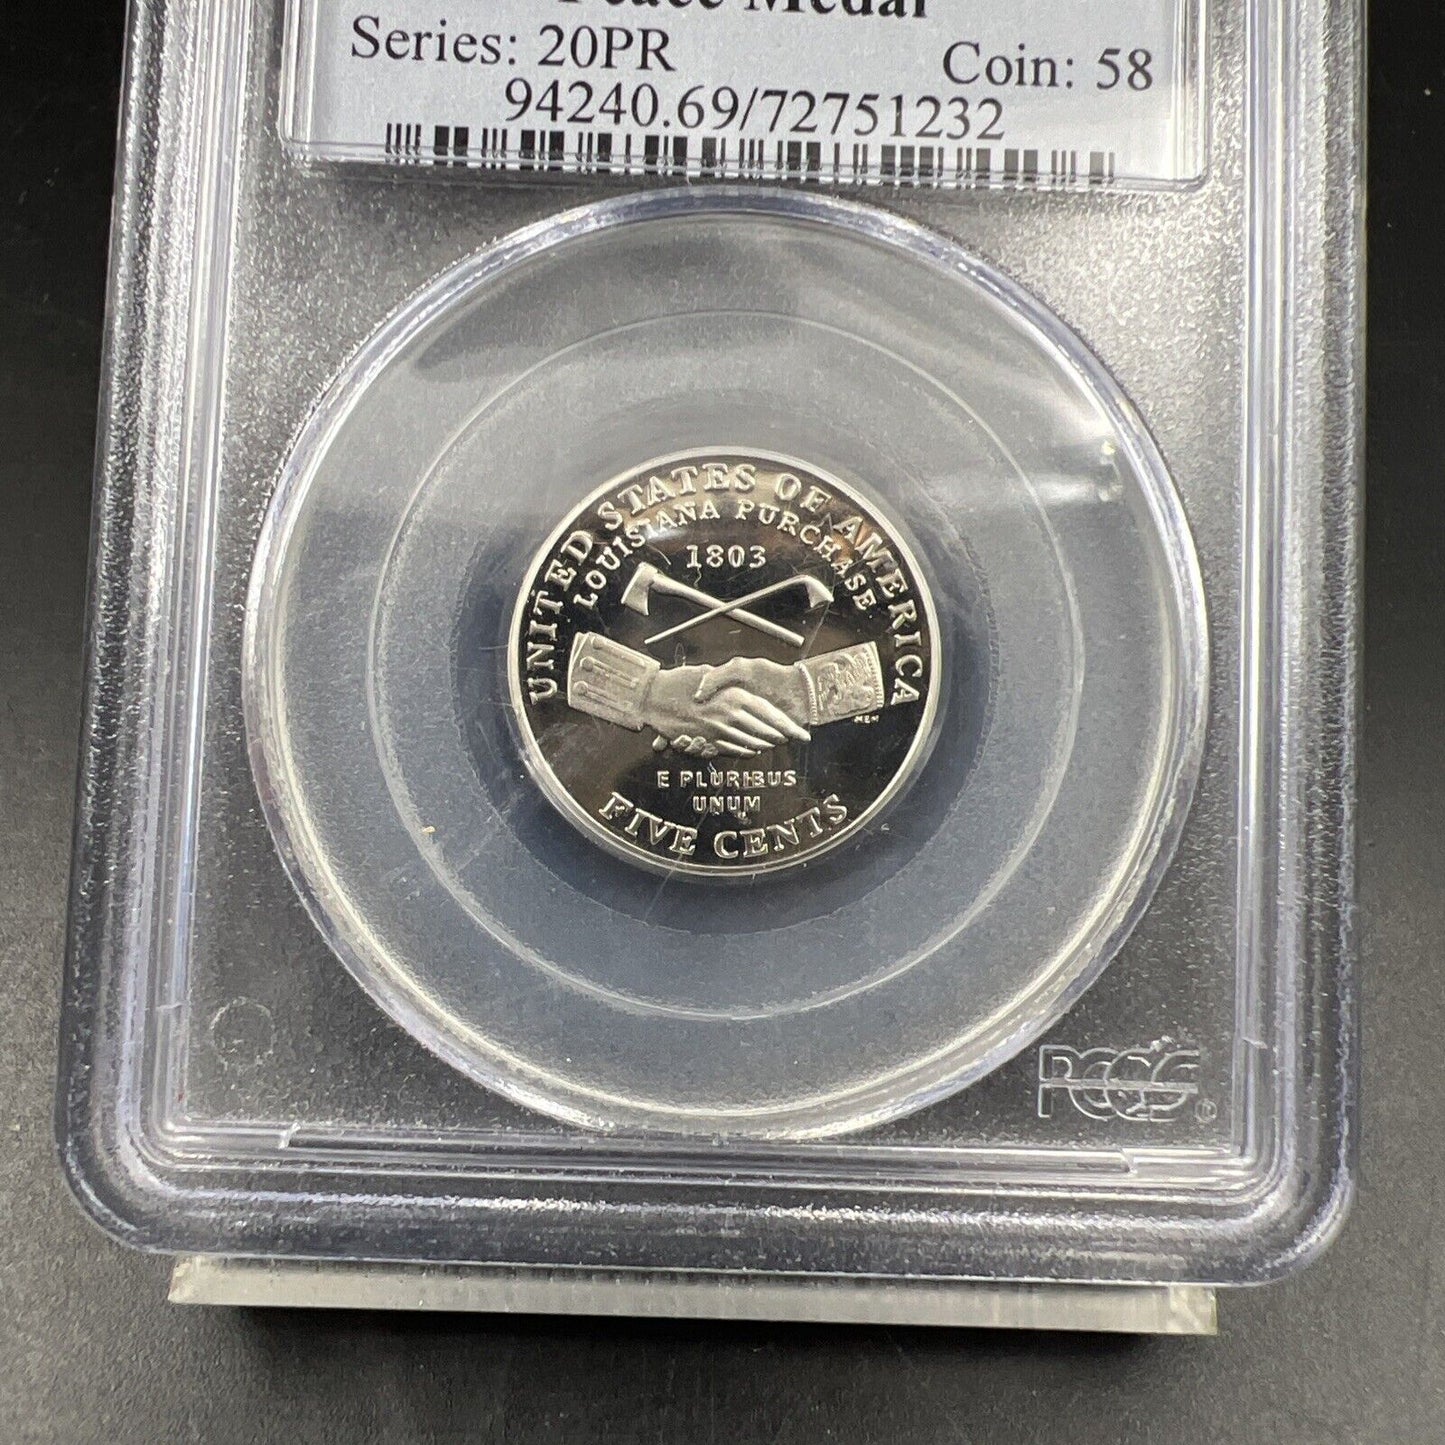 Peace Medal
Series: 20PR
Coin: 58
94240.69/72751232
UNITED STATES OF AMERICA
LOUISIANA PURCHASE
1803
MEM
E PLURIBUS
UNUM
FIVE CENTS
PCGS®